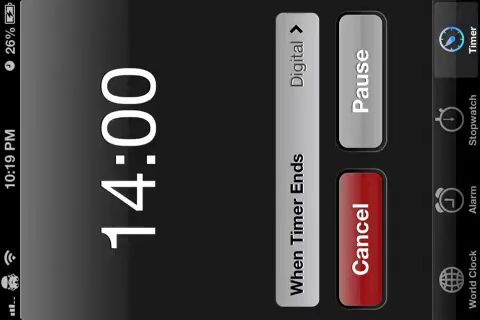 10:19 PM
26%
14:00
When Timer Ends
Digital >
Cancel
Pause
World Clock
Alarm
Stopwatch
Timer